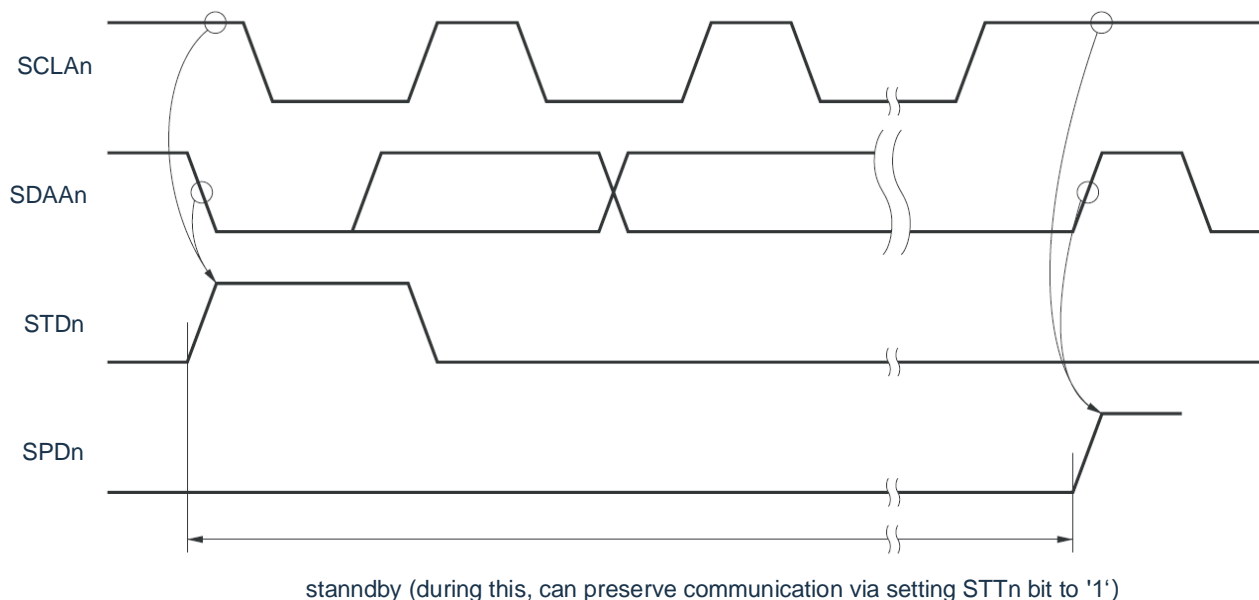 SCLAn
SDAAn
STDn
SPDn
stanndby (during this, can preserve communication via setting STTn bit to '1‘)